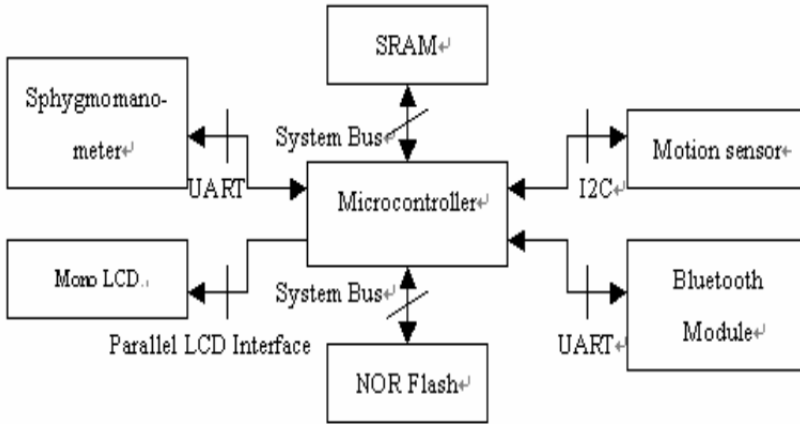 SRAM
Sphygmomano-
meter
System Bus
Motion sensor
UART
Microcontroller
I2C
Mono LCD
System Bus
Bluetooth
Module
Parallel LCD Interface
UART
NOR Flash